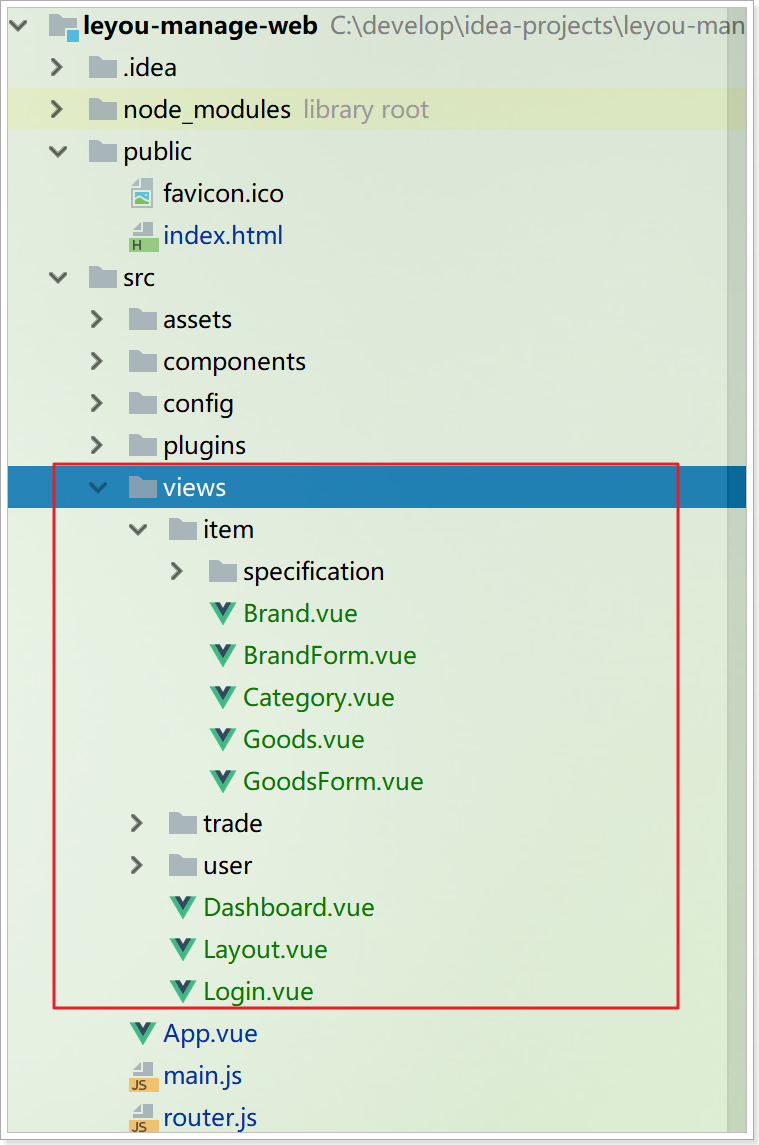 leyou-manage-web C:\develop\idea-projects\leyou-man
.idea
node_modules library root
public
favicon.ico
H index.html
src
assets
components
config
plugins
views
item
specification
Brand.vue
BrandForm.vue
Category.vue
Goods.vue
GoodsForm.vue
trade
user
Dashboard.vue
Layout.vue
Login.vue
App.vue
JS main.js
JS router.js